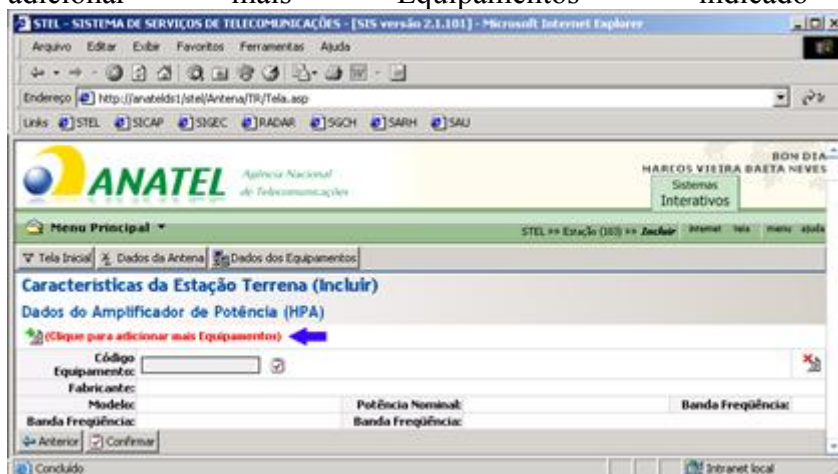 adicionar mais Equipamentos indicado
STEL - SISTEMA DE SERVIÇOS DE TELECOMUNICAÇÕES - [SIS versão 2.1.101] - Microsoft Internet Explorer
Arquivo Editar Exibir Favoritos Ferramentas Ajuda
Endereço http://anatelds1/stel/Antena/TR/Tela.asp
Links STEL SICAP SIGEC RADAR SGCH SARH SAU
ANATEL Agência Nacional de Telecomunicações
BOM DIA
MARCOS VIEIRA BAETA NEVES
Sistemas
Interativos
Menu Principal STEL »» Estação (103) »» Incluir internet tela menu ajuda
Tela Inicial Dados da Antena Dados dos Equipamentos
Características da Estação Terrena (Incluir)
Dados do Amplificador de Potência (HPA)
(Clique para adicionar mais Equipamentos)
Código
Equipamento:
Fabricante:
Modelo: Potência Nominal: Banda Freqüência:
Banda Freqüência: Banda Freqüência:
Anterior Confirmar
Concluído Intranet local